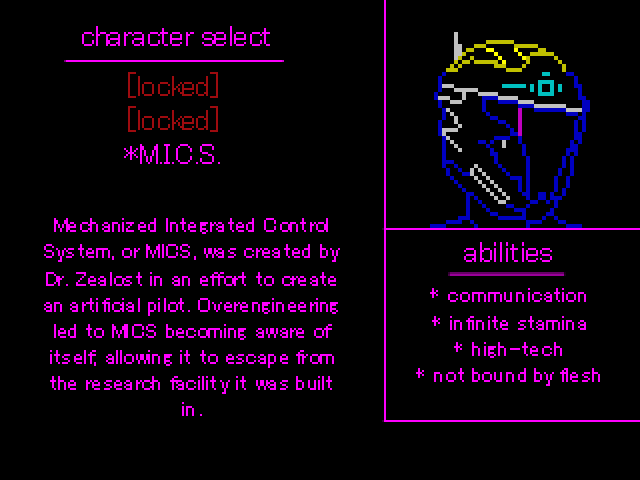 character select
[locked]
[locked]
*M.I.C.S.
Mechanized Integrated Control
System, or MICS, was created by
Dr. Zealost in an effort to create
an artificial pilot. Overengineering
led to MICS becoming aware of
itself, allowing it to escape from
the research facility it was built
in.
abilities
* communication
* infinite stamina
* high-tech
* not bound by flesh